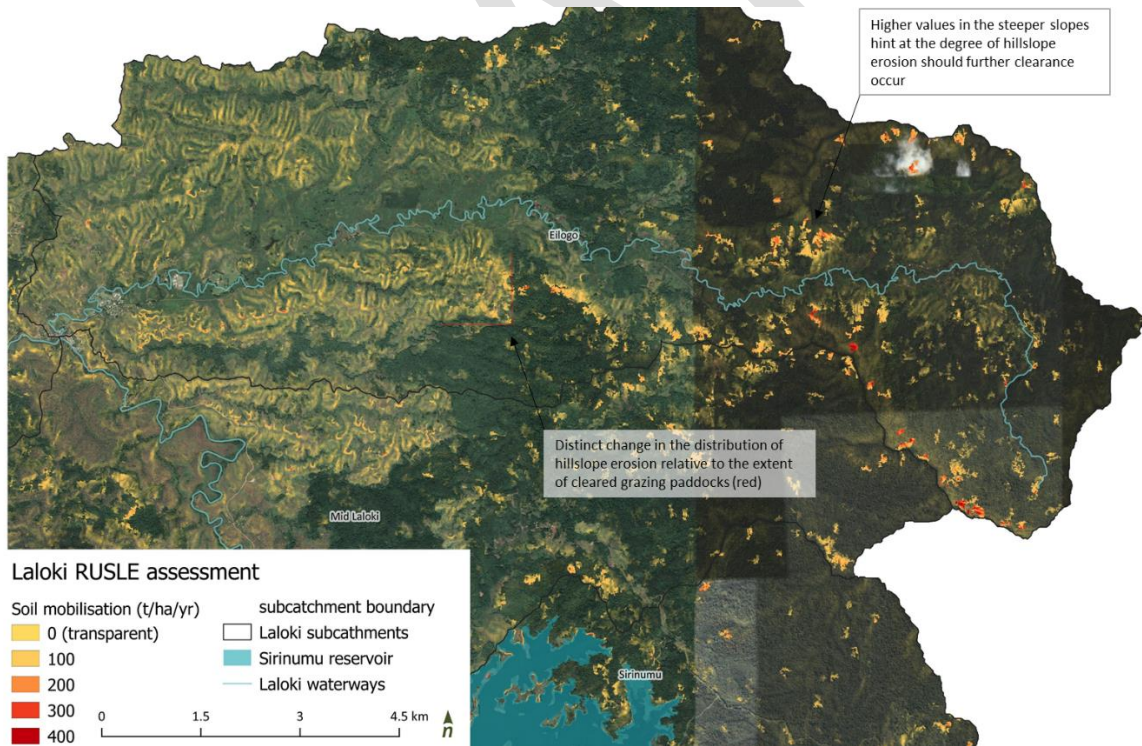 Higher values in the steeper slopes
hint at the degree of hillslope
erosion should further clearance
occur
Eilogo
Distinct change in the distribution of
hillslope erosion relative to the extent
of cleared grazing paddocks (red)
Mid Laloki
Sirinumu
Laloki RUSLE assessment
Soil mobilisation (t/ha/yr)
0 (transparent)
100
200
300
400
subcatchment boundary
Laloki subcathments
Sirinumu reservoir
Laloki waterways
0 1.5 3 4.5 km
n